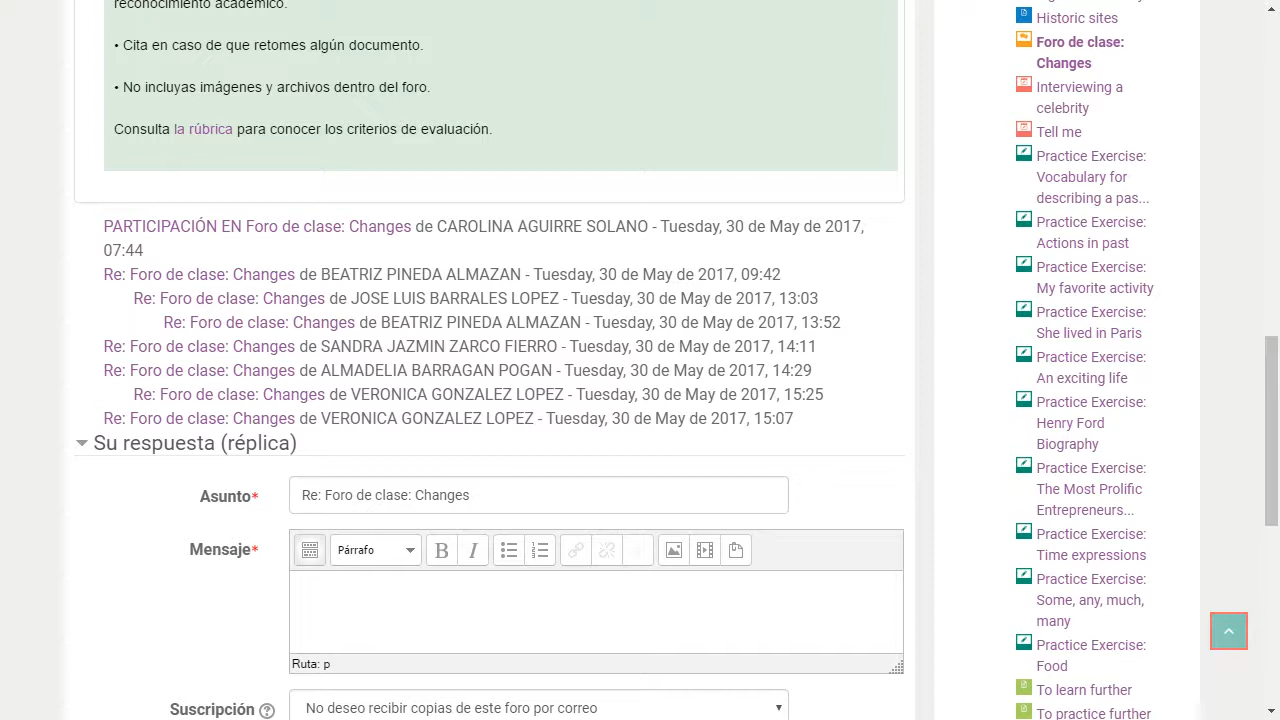 reconocimiento académico.
• Cita en caso de que retomes algún documento.
• No incluyas imágenes y archivos dentro del foro.
Consulta la rúbrica para conocer los criterios de evaluación.
PARTICIPACIÓN EN Foro de clase: Changes de CAROLINA AGUIRRE SOLANO - Tuesday, 30 de May de 2017,
07:44
Re: Foro de clase: Changes de BEATRIZ PINEDA ALMAZAN - Tuesday, 30 de May de 2017, 09:42
Re: Foro de clase: Changes de JOSE LUIS BARRALES LOPEZ - Tuesday, 30 de May de 2017, 13:03
Re: Foro de clase: Changes de BEATRIZ PINEDA ALMAZAN - Tuesday, 30 de May de 2017, 13:52
Re: Foro de clase: Changes de SANDRA JAZMIN ZARCO FIERRO - Tuesday, 30 de May de 2017, 14:11
Re: Foro de clase: Changes de ALMADELIA BARRAGAN POGAN - Tuesday, 30 de May de 2017, 14:29
Re: Foro de clase: Changes de VERONICA GONZALEZ LOPEZ - Tuesday, 30 de May de 2017, 15:25
Re: Foro de clase: Changes de VERONICA GONZALEZ LOPEZ - Tuesday, 30 de May de 2017, 15:07
Su respuesta (réplica)
Asunto*
Re: Foro de clase: Changes
Mensaje*
Párrafo
B I
Ruta: p
Suscripción
No deseo recibir copias de este foro por correo
Historic sites
Foro de clase:
Changes
Interviewing a
celebrity
Tell me
Practice Exercise:
Vocabulary for
describing a pas...
Practice Exercise:
Actions in past
Practice Exercise:
My favorite activity
Practice Exercise:
She lived in Paris
Practice Exercise:
An exciting life
Practice Exercise:
Henry Ford
Biography
Practice Exercise:
The Most Prolific
Entrepreneurs...
Practice Exercise:
Time expressions
Practice Exercise:
Some, any, much,
many
Practice Exercise:
Food
To learn further
To practice further